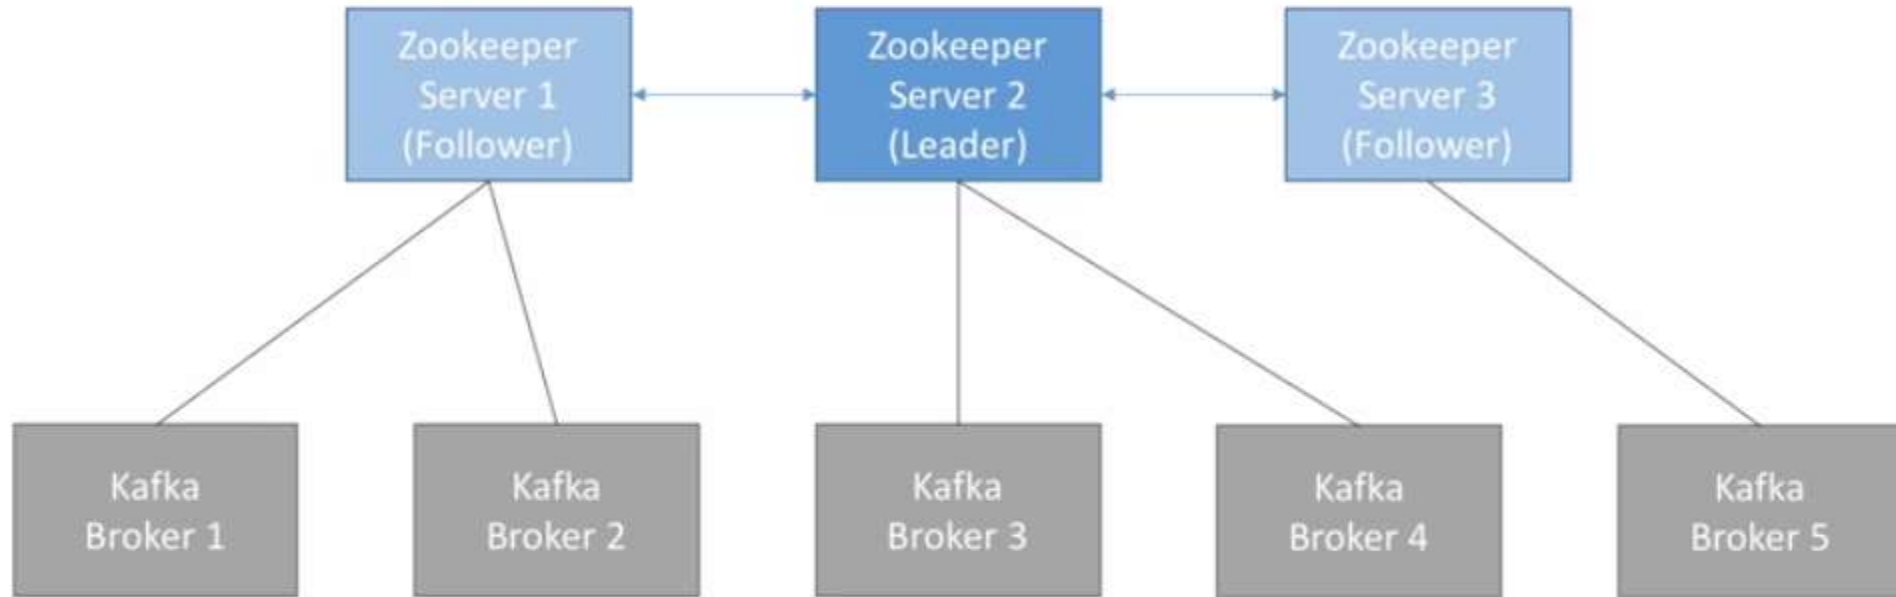 Zookeeper
Server 1
(Follower)
Zookeeper
Server 2
(Leader)
Zookeeper
Server 3
(Follower)
Kafka
Broker 1
Kafka
Broker 2
Kafka
Broker 3
Kafka
Broker 4
Kafka
Broker 5